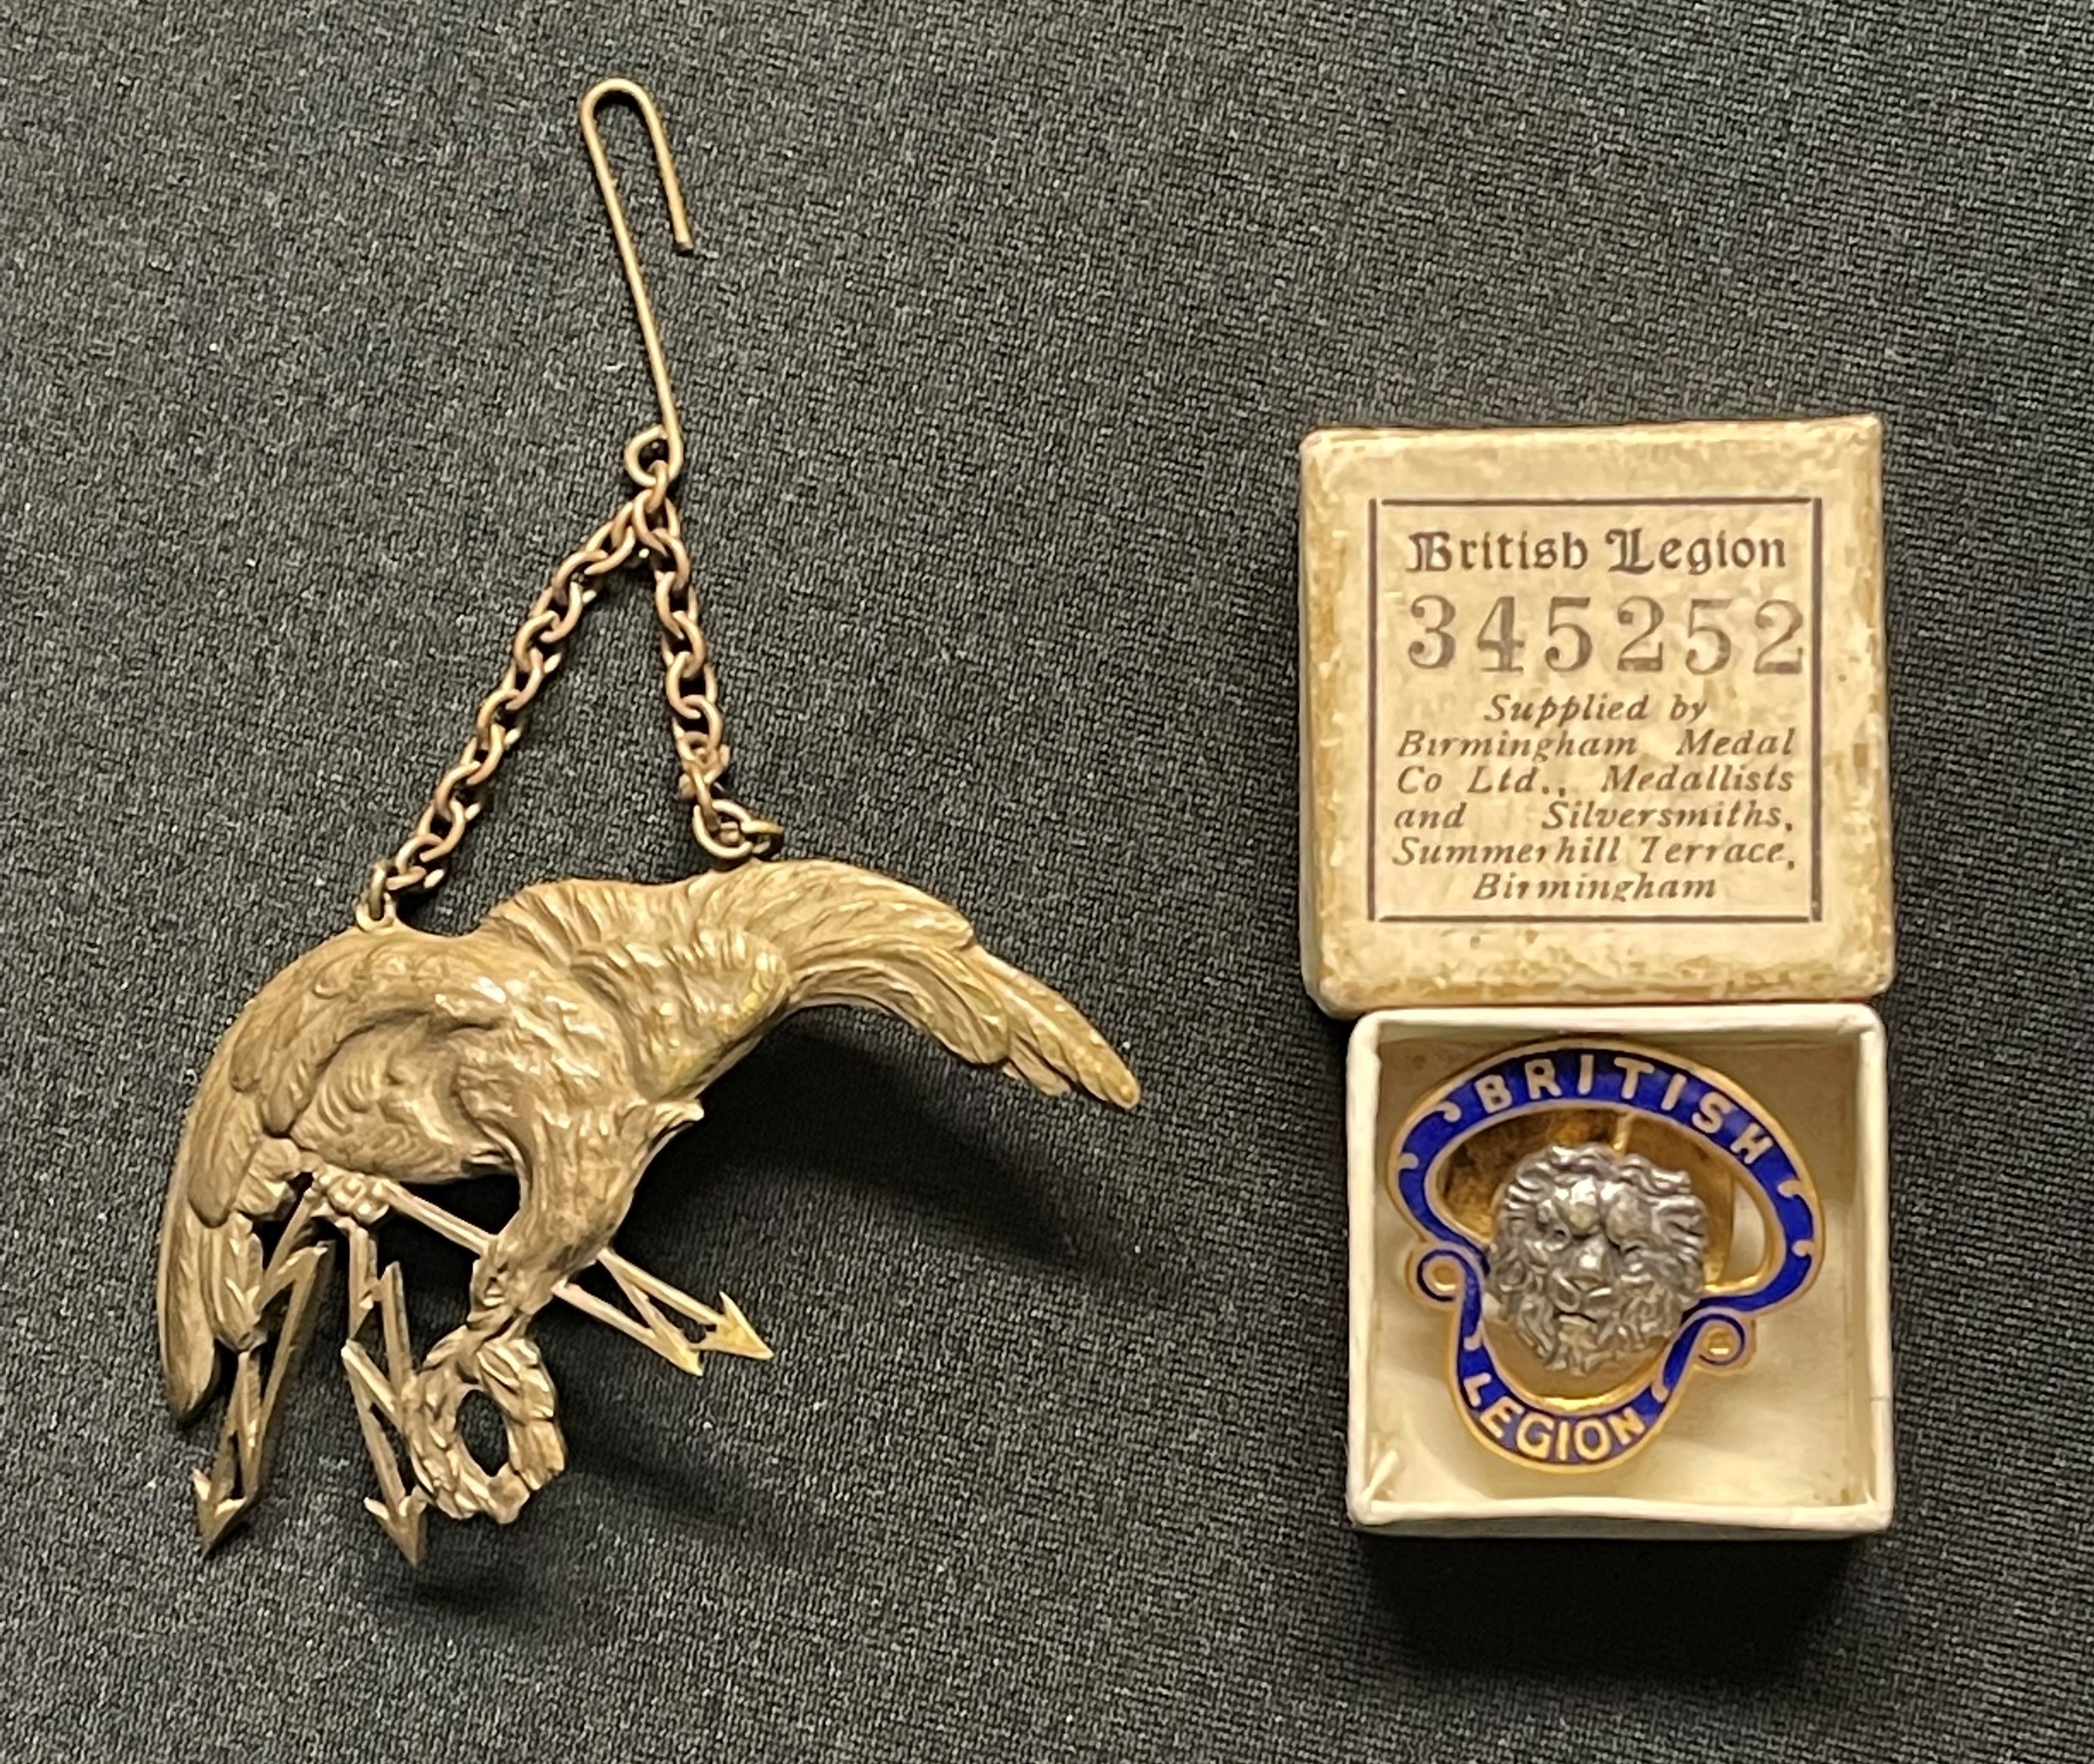 British Legion
345252
Supplied by
Birmingham Medal
Co Ltd., Medallists
and Silversmiths,
Summerhill Terrace,
Birmingham
BRITISH
LEGION